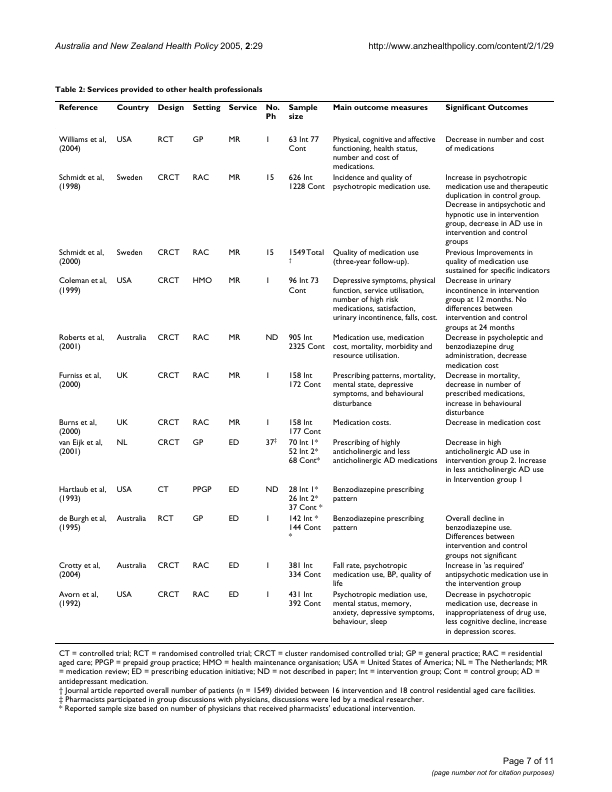 Australia and New Zealand Health Policy 2005, 2:29 http://www.anzhealthpolicy.com/content/2/1/29
Table 2: Services provided to other health professionals
Reference Country Design Setting Service No. Ph Sample size Main outcome measures Significant Outcomes
Williams et al, (2004) USA RCT GP MR 1 63 Int 77 Cont Physical, cognitive and affective functioning, health status, number and cost of medications. Decrease in number and cost of medications
Schmidt et al, (1998) Sweden CRCT RAC MR 15 626 Int 1228 Cont Incidence and quality of psychotropic medication use. Increase in psychotropic medication use and therapeutic duplication in control group. Decrease in antipsychotic and hypnotic use in intervention group, decrease in AD use in intervention and control groups
Schmidt et al, (2000) Sweden CRCT RAC MR 15 1549 Total † Quality of medication use (three-year follow-up). Previous Improvements in quality of medication use sustained for specific indicators
Coleman et al, (1999) USA CRCT HMO MR 1 96 Int 73 Cont Depressive symptoms, physical function, service utilisation, number of high risk medications, satisfaction, urinary incontinence, falls, cost. Decrease in urinary incontinence in intervention group at 12 months. No differences between intervention and control groups at 24 months
Roberts et al, (2001) Australia CRCT RAC MR ND 905 Int 2325 Cont Medication use, medication cost, mortality, morbidity and resource utilisation. Decrease in psycholeptic and benzodiazepine drug administration, decrease medication cost
Furniss et al, (2000) UK CRCT RAC MR 1 158 Int 172 Cont Prescribing patterns, mortality, mental state, depressive symptoms, and behavioural disturbance Decrease in mortality, decrease in number of prescribed medications, increase in behavioural disturbance
Burns et al, (2000) UK CRCT RAC MR 1 158 Int 177 Cont Medication costs. Decrease in medication cost
van Eijk et al, (2001) NL CRCT GP ED 37‡ 70 Int 1* 52 Int 2* 68 Cont* Prescribing of highly anticholinergic and less anticholinergic AD medications Decrease in high anticholinergic AD use in intervention group 2. Increase in less anticholinergic AD use in Intervention group 1
Hartlaub et al, (1993) USA CT PPGP ED ND 28 Int 1* 26 Int 2* 37 Cont * Benzodiazepine prescribing pattern
de Burgh et al, (1995) Australia RCT GP ED 1 142 Int * 144 Cont * Benzodiazepine prescribing pattern Overall decline in benzodiazepine use. Differences between intervention and control groups not significant
Crotty et al, (2004) Australia CRCT RAC ED 1 381 Int 334 Cont Fall rate, psychotropic medication use, BP, quality of life Increase in 'as required' antipsychotic medication use in the intervention group
Avorn et al, (1992) USA CRCT RAC ED 1 431 Int 392 Cont Psychotropic mediation use, mental status, memory, anxiety, depressive symptoms, behaviour, sleep Decrease in psychotropic medication use, decrease in inappropriateness of drug use, less cognitive decline, increase in depression scores.
CT = controlled trial; RCT = randomised controlled trial; CRCT = cluster randomised controlled trial; GP = general practice; RAC = residential
aged care; PPGP = prepaid group practice; HMO = health maintenance organisation; USA = United States of America; NL = The Netherlands; MR
= medication review; ED = prescribing education initiative; ND = not described in paper; Int = intervention group; Cont = control group; AD =
antidepressant medication.
† Journal article reported overall number of patients (n = 1549) divided between 16 intervention and 18 control residential aged care facilities.
‡ Pharmacists participated in group discussions with physicians, discussions were led by a medical researcher.
* Reported sample size based on number of physicians that received pharmacists' educational intervention.
Page 7 of 11
(page number not for citation purposes)